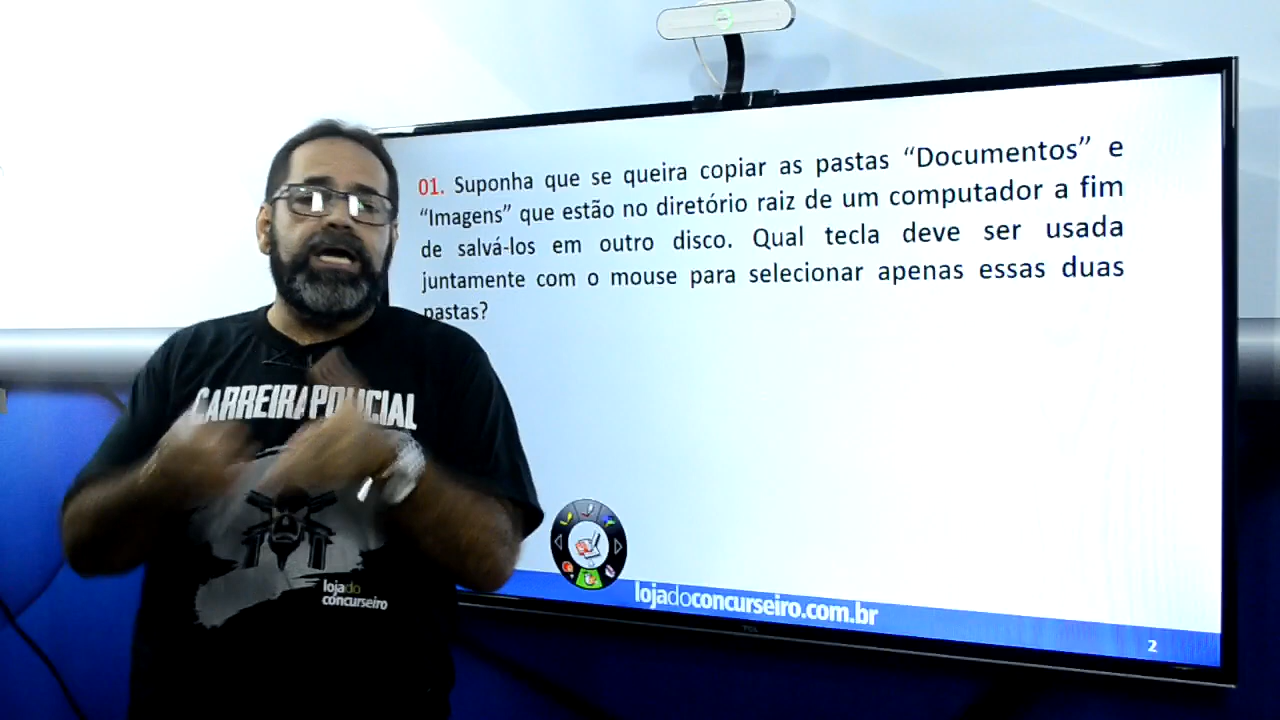 01. Suponha que se queira copiar as pastas “Documentos” e
“Imagens” que estão no diretório raiz de um computador a fim
de salvá-los em outro disco. Qual tecla deve ser usada
juntamente com o mouse para selecionar apenas essas duas
pastas?
CARREIRA POLICIAL
lojado
concurseiro
lojadoconcurseiro.com.br
2